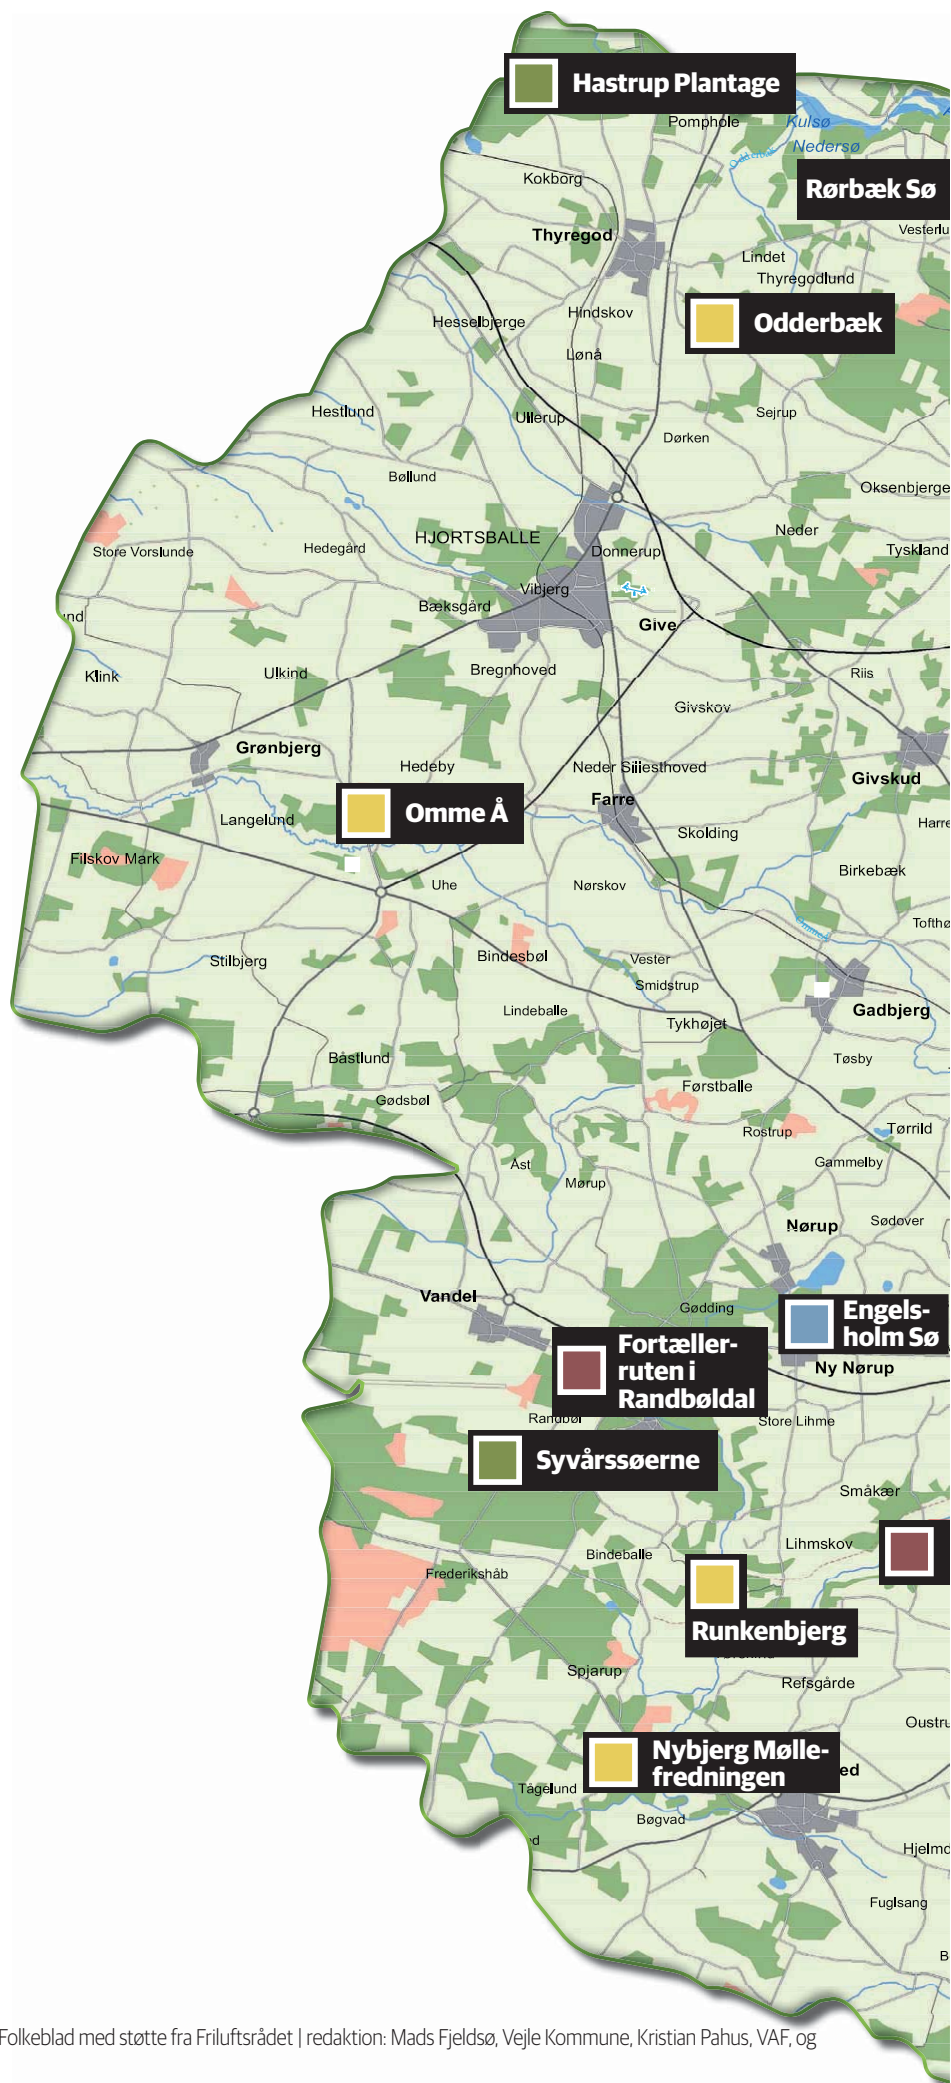 Hastrup Plantage
Pomphole
Kulsø
Nedersø
Odderbæk
Kokborg
Rørbæk Sø
Thyregod
Lindet
Thyregodlund
Odderbæk
Hindskov
Hesselbjerge
Lønå
Hestlund
Ullerup
Sejrup
Dørken
Bøllund
Oksenbjerge
Neder
HJORTSBALLE
Store Vorslunde
Hedegård
Donnerup
Tyskland
Vibjerg
Bæksgård
Give
Klink
Ulkind
Bregnhoved
Riis
Givskov
Grønbjerg
Hedeby
Givskud
Farre
Omme Å
Langelund
Skolding
Filskov Mark
Uhe
Nørskov
Birkebæk
Stilbjerg
Bindesbøl
Vester
Smidstrup
Lindeballe
Tykhøjet
Gadbjerg
Båstlund
Tøsby
Gødsbøl
Førstballe
Rostrup
Tørrild
Ast
Gammelby
Mørup
Nørup
Sødover
Vandel
Gødding
Engels-
holm Sø
Fortæller-
ruten i
Randbøldal
Ny Nørup
Randbøl
Store Lihme
Syvårssøerne
Småkær
Lihmskov
Bindeballe
Frederikshåb
Runkenbjerg
Spjarup
Refsgårde
Nybjerg Mølle-
fredningen
ed
Tågelund
Bøgvad
Fuglsang
Folkeblad med støtte fra Friluftsrådet | redaktion: Mads Fjeldsø, Vejle Kommune, Kristian Pahus, VAF, og